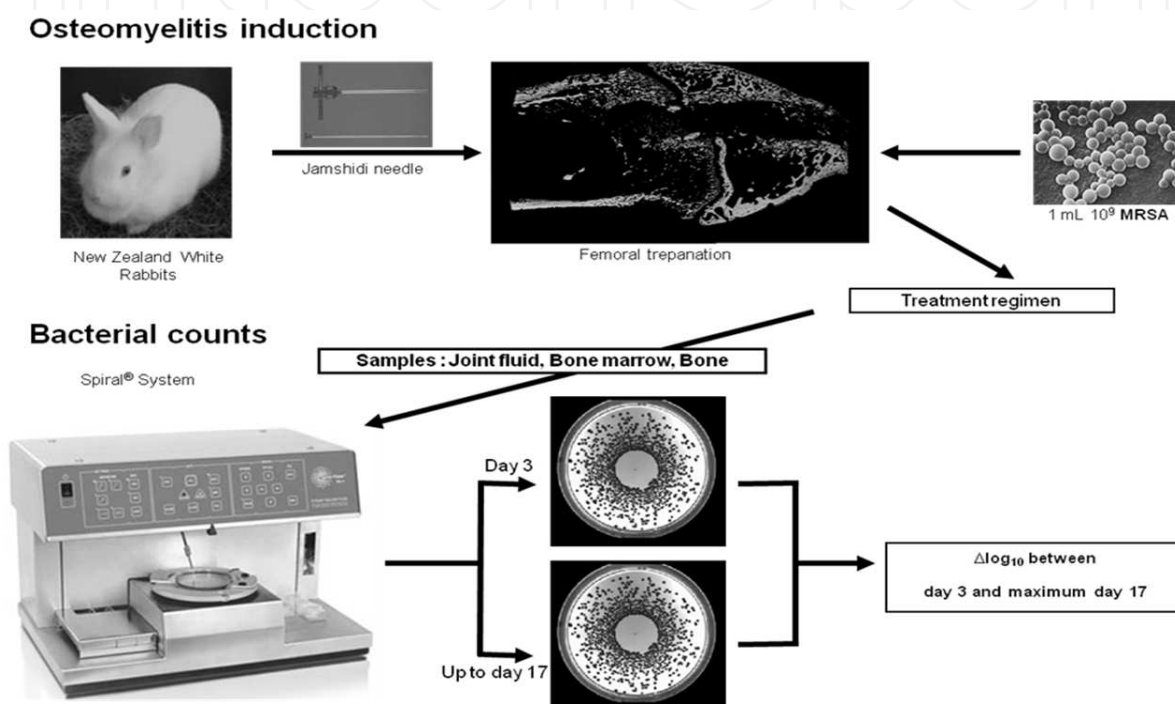 Osteomyelitis induction
Jamshidi needle
New Zealand White
Rabbits
Femoral trepanation
1 mL 10⁹ MRSA
Treatment regimen
Bacterial counts
Samples : Joint fluid, Bone marrow, Bone
Spiral® System
Day 3
Up to day 17
Δlog₁₀ between
day 3 and maximum day 17